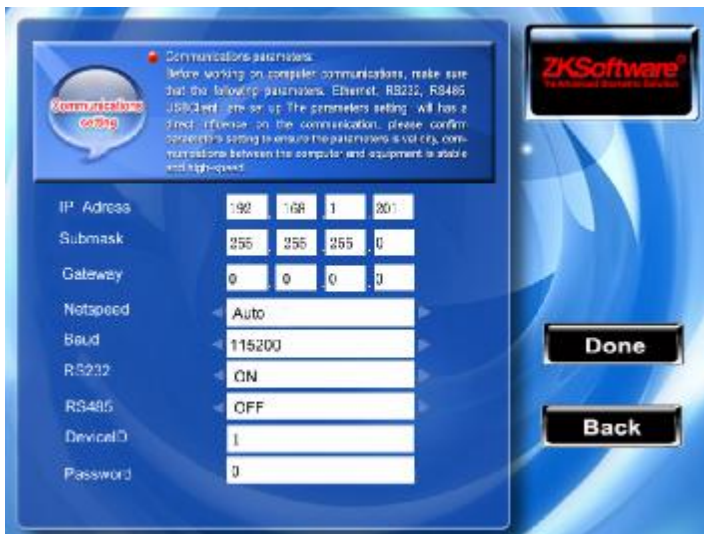 Communications parameters:
Before working on computer communications, make sure
that the following parameters, Ethernet, RS232, RS485,
USBClient are set up The parameters setting will has a
direct influence on the communication, please confirm
parameters setting to ensure the parameters is
com-
munications between the computer and equipment is stable
and high-speed.
Communications
setting
ZKSoftware®
IP Adress 192 . 168 . 1 . 201
Submask 255 . 255 . 255 . 0
Gateway 0 . 0 . 0 . 0
Netspeed Auto
Baud 115200
RS232 ON
RS485 OFF
DeviceID 1
Password 0
Done
Back